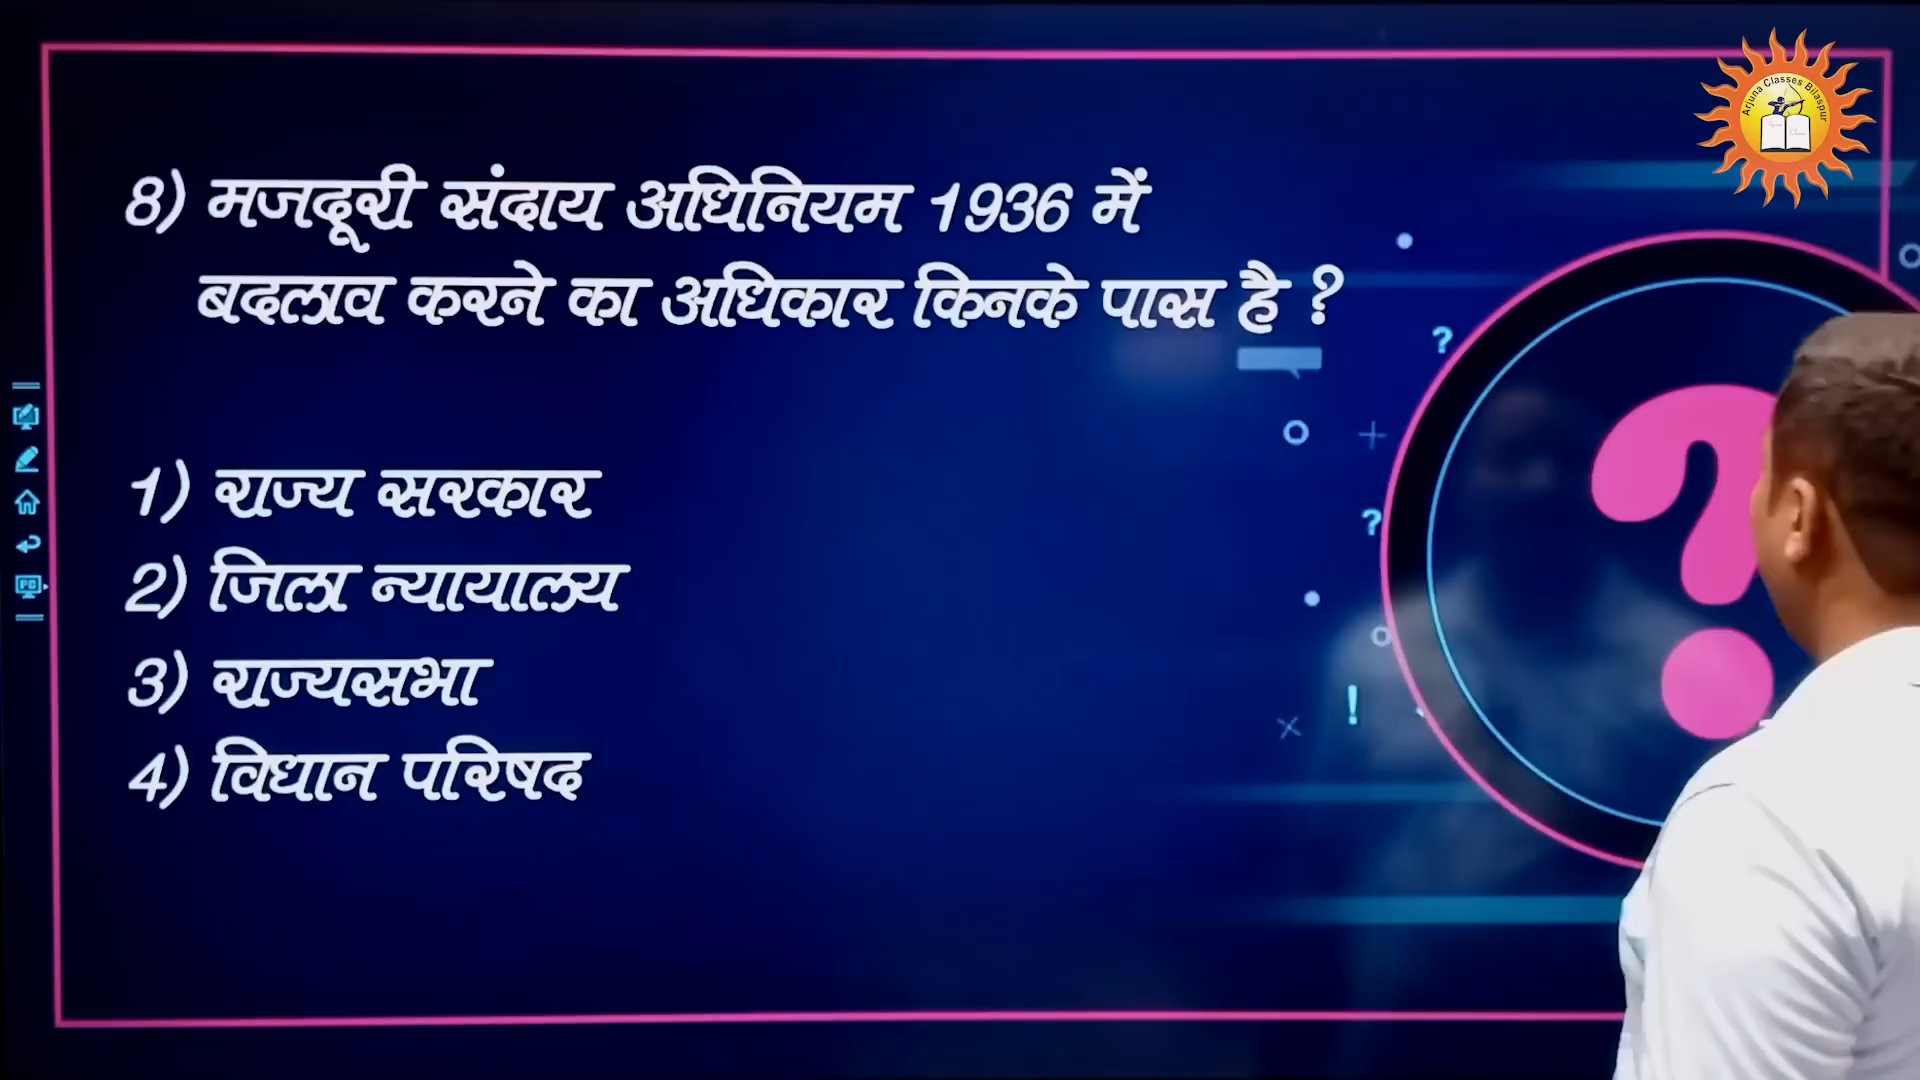 Arjuna Classes Bilaspur
8) मजदूरी संदाय अधिनियम 1936 में
बदलाव करने का अधिकार किनके पास है ?
?
?
!
1) राज्य सरकार
2) जिला न्यायालय
3) राज्यसभा
4) विधान परिषद
PC